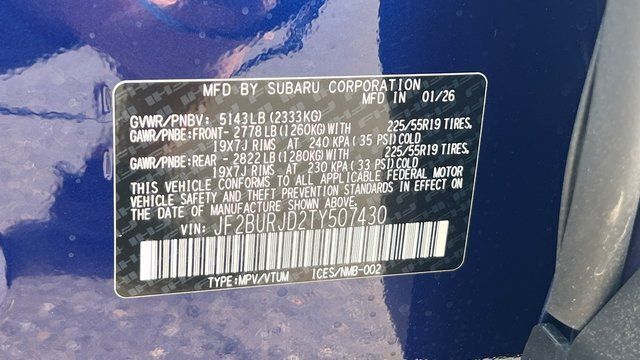 MFD BY SUBARU CORPORATION
MFD IN 01/26
GVWR/PNBV: 5143LB (2333KG)
GAWR/PNBE:FRONT- 2778 LB (1260KG) WITH 225/55R19 TIRES.
19X7J RIMS AT 240 KPA (35 PSI) COLD
GAWR/PNBE:REAR - 2822 LB (1280KG) WITH 225/55R19 TIRES.
19X7J RIMS AT 230 KPA (33 PSI) COLD
THIS VEHICLE CONFORMS TO ALL APPLICABLE FEDERAL MOTOR
VEHICLE SAFETY AND THEFT PREVENTION STANDARDS IN EFFECT ON
THE DATE OF MANUFACTURE SHOWN ABOVE.
VIN: JF2BURJD2TY507430
TYPE:MPV/VTUM ICES/NMB-002